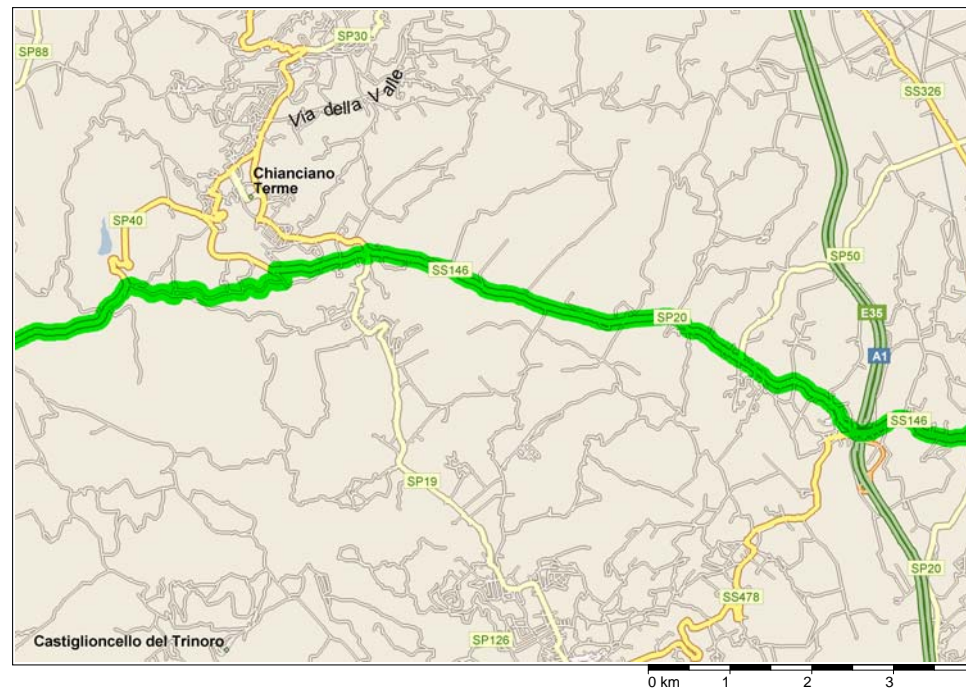 SP30
SP88
Via della Valle
SS326
Chianciano
Terme
SP40
SP50
SS146
E35
SP20
A1
SS146
SP19
SP20
SS478
SP126
Castiglioncello del Trinoro
0 km 1 2 3